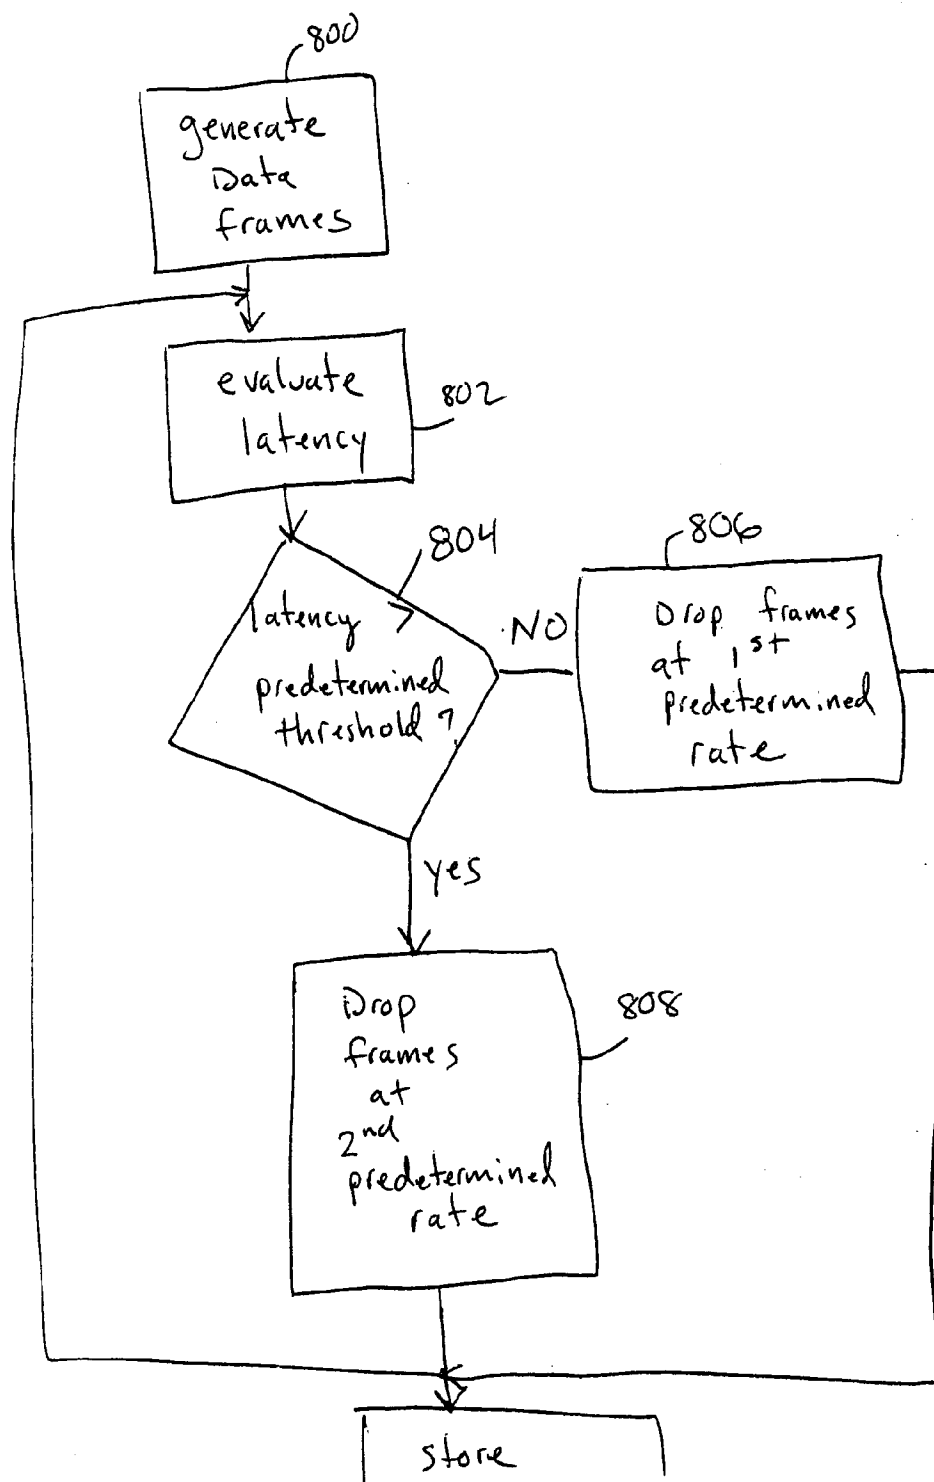 800
generate
Data
frames
evaluate
latency
802
804
latency >
predetermined
threshold ?
NO
806
Drop frames
at 1st
predetermined
rate
yes
Drop
frames
at
2nd
predetermined
rate
808
store